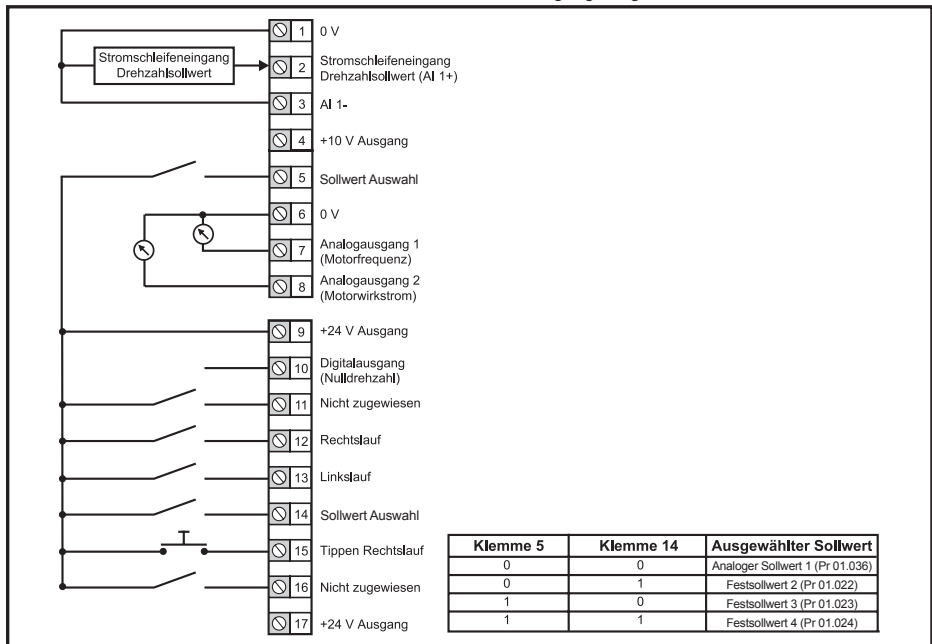 1 0 V
Stromschleifeneingang
Drehzahlsollwert
2 Stromschleifeneingang
Drehzahlsollwert (AI 1+)
3 AI 1-
4 +10 V Ausgang
5 Sollwert Auswahl
6 0 V
7 Analogausgang 1
(Motorfrequenz)
8 Analogausgang 2
(Motorwirkstrom)
9 +24 V Ausgang
10 Digitalausgang
(Nulldrehzahl)
11 Nicht zugewiesen
12 Rechtslauf
13 Linkslauf
14 Sollwert Auswahl
15 Tippen Rechtslauf
16 Nicht zugewiesen
17 +24 V Ausgang
Klemme 5 Klemme 14 Ausgewählter Sollwert
0 0 Analoger Sollwert 1 (Pr 01.036)
0 1 Festsollwert 2 (Pr 01.022)
1 0 Festsollwert 3 (Pr 01.023)
1 1 Festsollwert 4 (Pr 01.024)